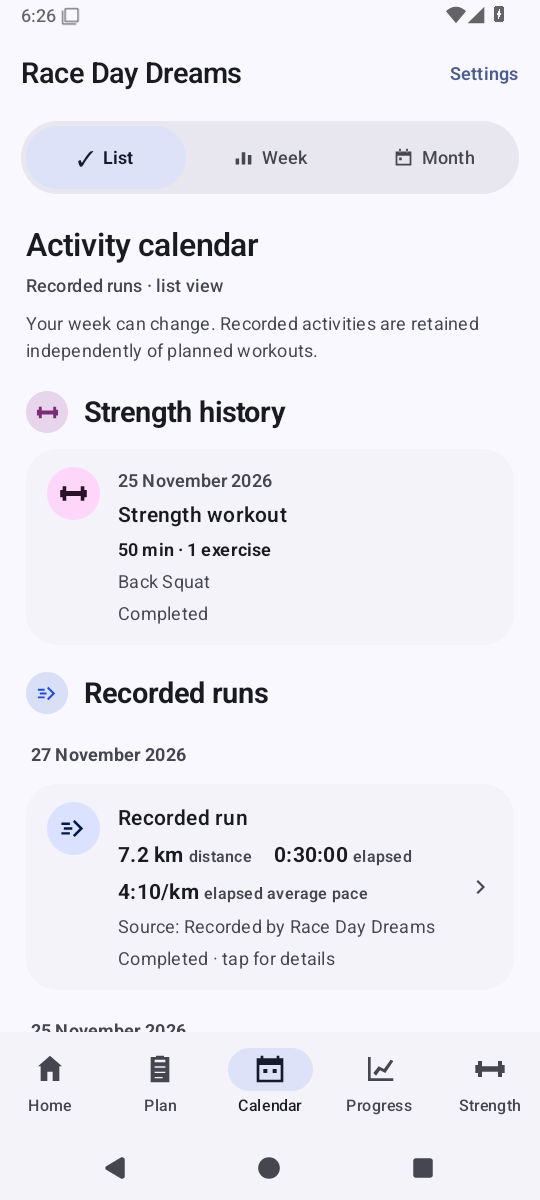 6:26
Race Day Dreams
Settings
List
Week
Month
Activity calendar
Recorded runs · list view
Your week can change. Recorded activities are retained
independently of planned workouts.
Strength history
25 November 2026
Strength workout
50 min · 1 exercise
Back Squat
Completed
Recorded runs
27 November 2026
Recorded run
7.2 km distance 0:30:00 elapsed
4:10/km elapsed average pace
Source: Recorded by Race Day Dreams
Completed · tap for details
25 November 2026
Home
Plan
Calendar
Progress
Strength